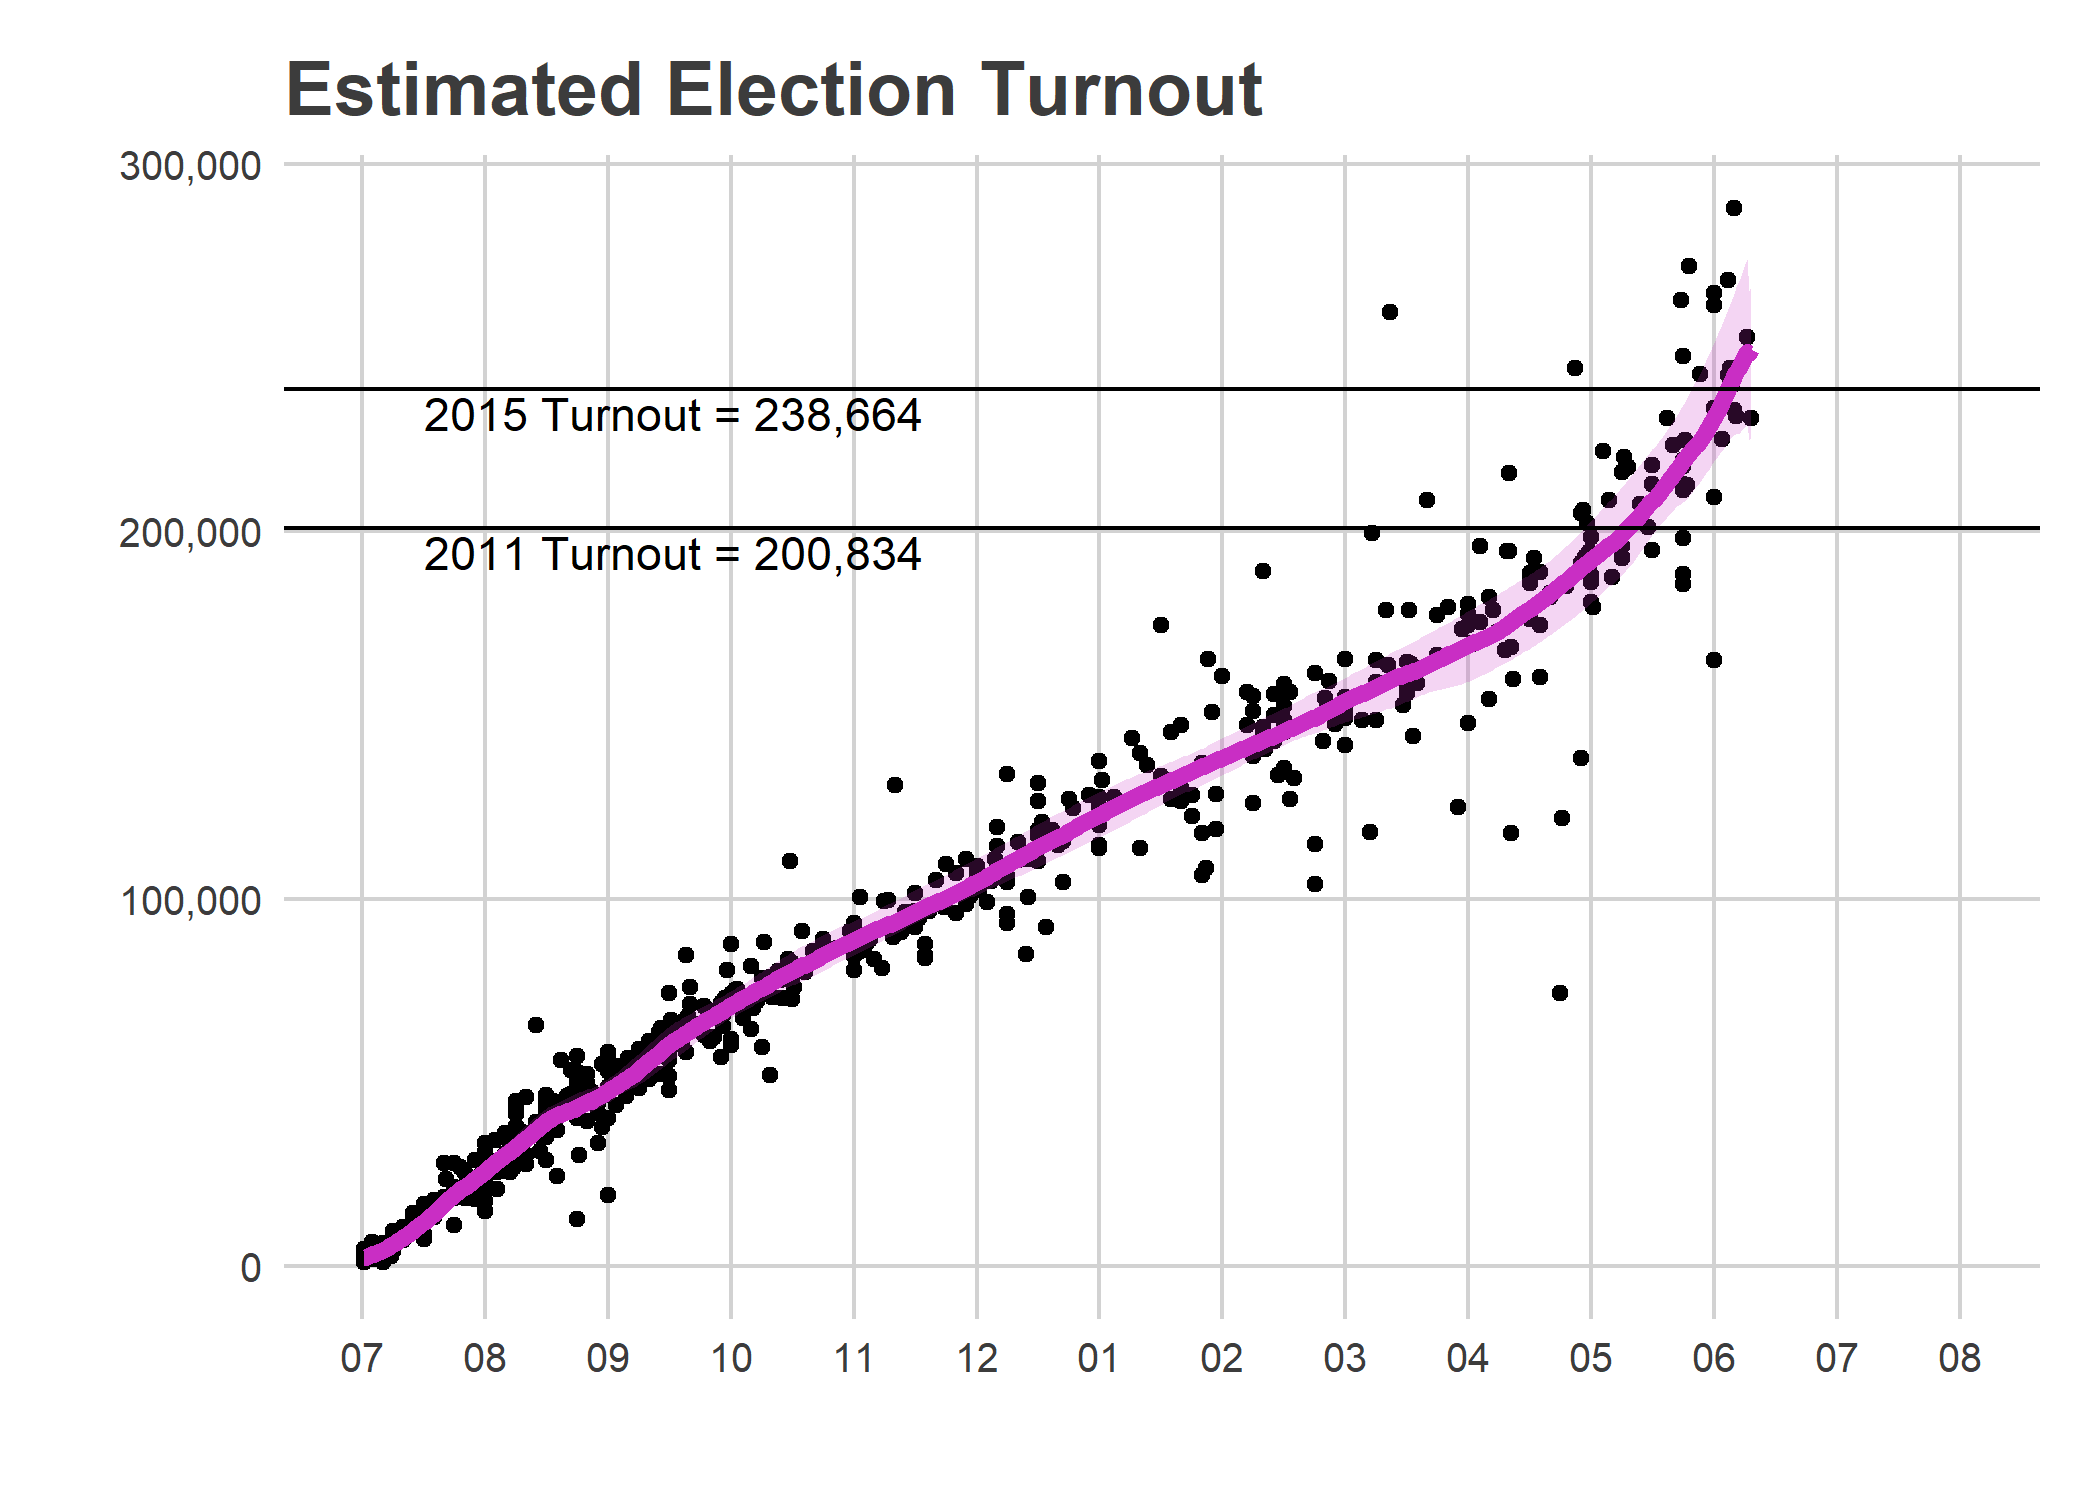 Estimated Election Turnout
300,000
2015 Turnout = 238,664
200,000
2011 Turnout = 200,834
100,000
0
07 08 09 10 11 12 01 02 03 04 05 06 07 08